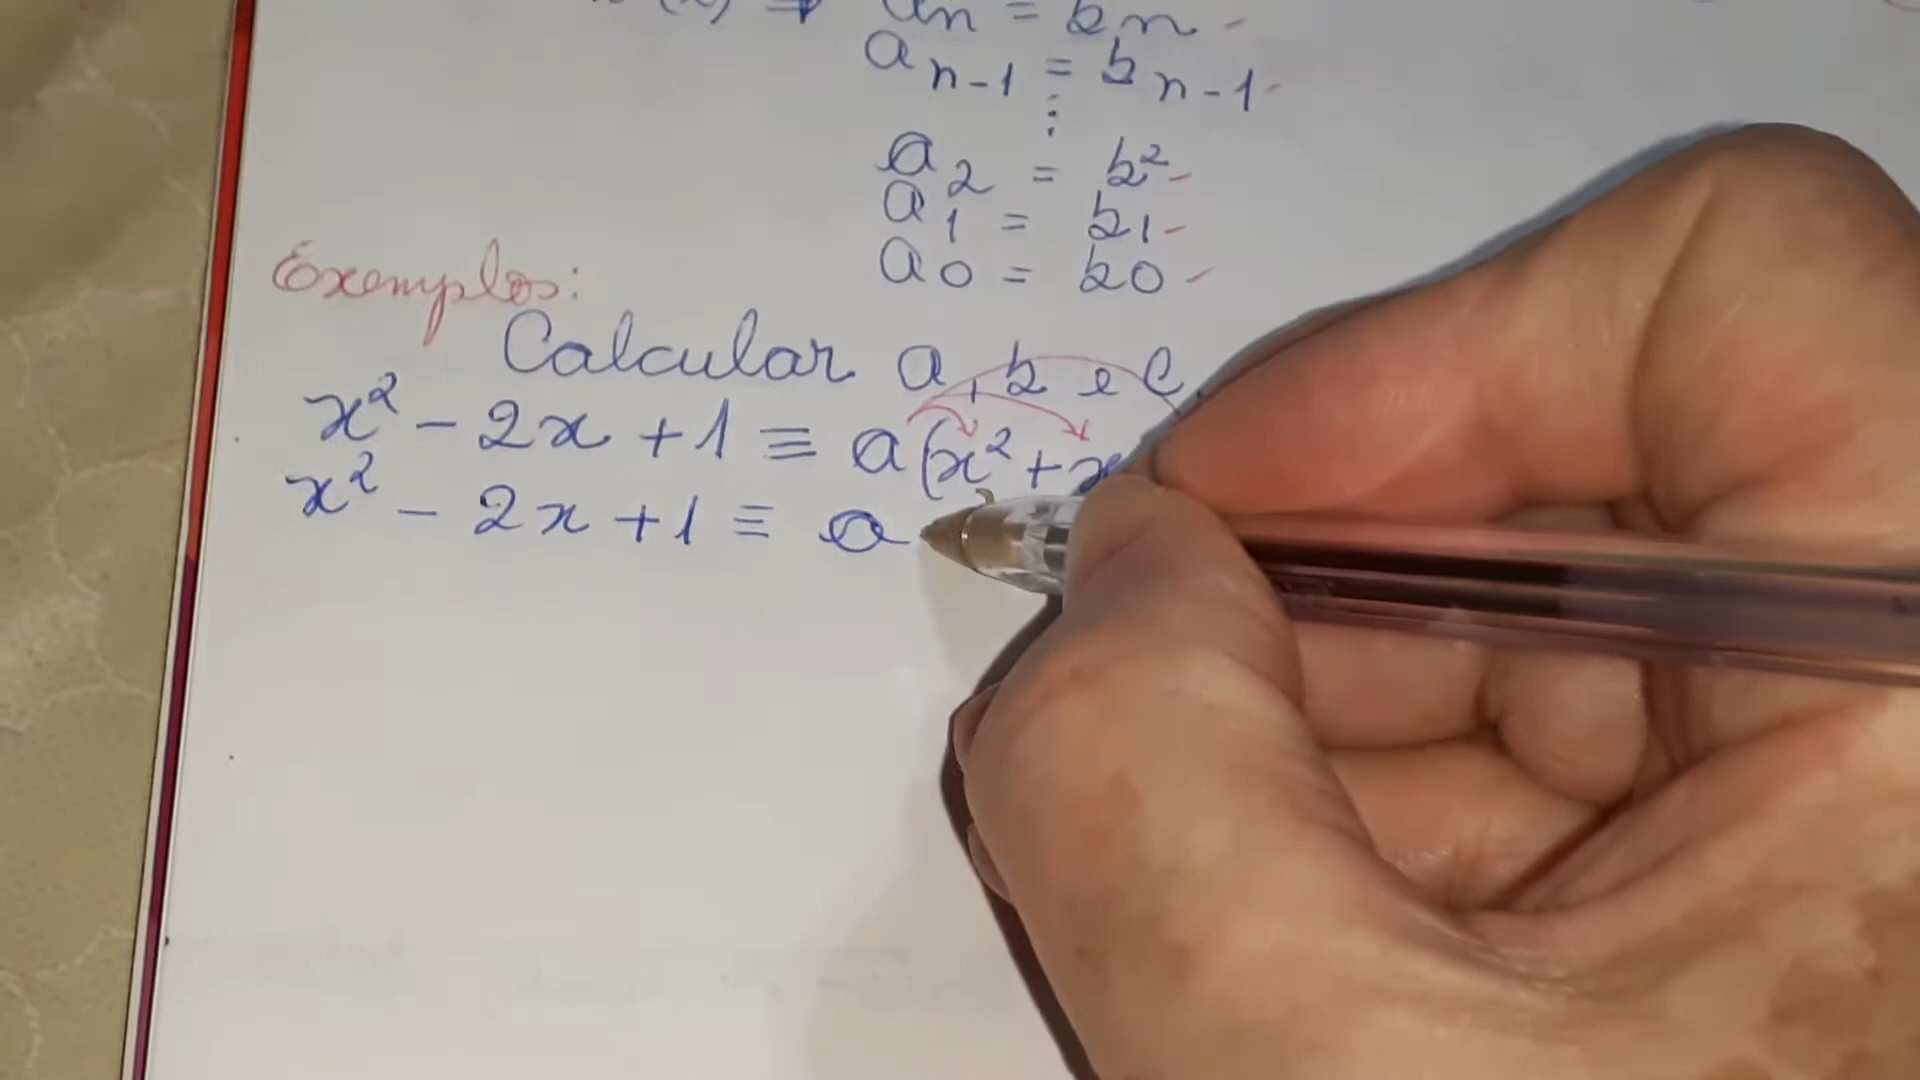 (x) ⇒ an = bn
a n-1 = b n-1
⋮
a2 = b²
a1 = b1
a0 = b0
Exemplos:
Calcular a, b e c.
x² - 2x + 1 ≡ a(x² + x
x² - 2x + 1 ≡ a